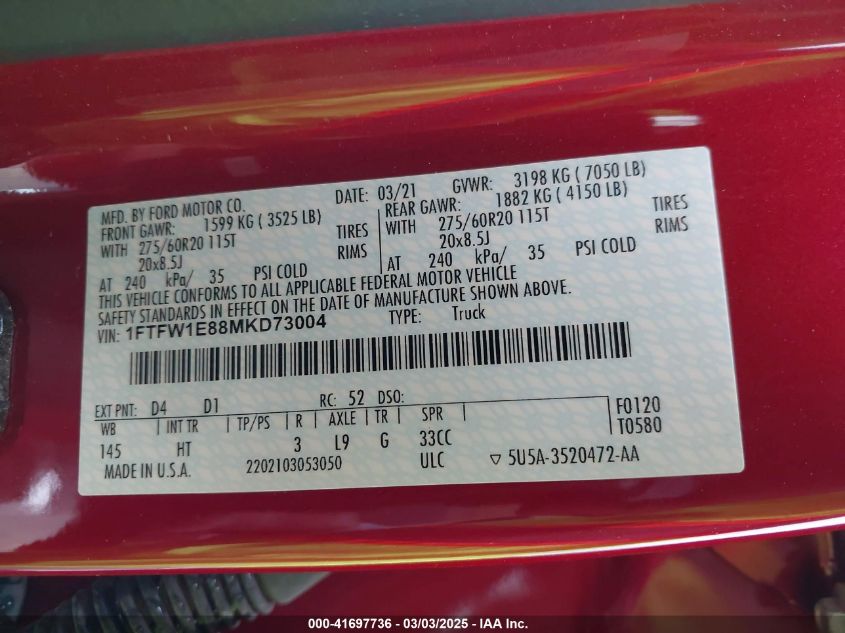 MFD. BY FORD MOTOR CO. DATE: 03/21 GVWR: 3198 KG ( 7050 LB)
FRONT GAWR: 1599 KG ( 3525 LB) REAR GAWR: 1882 KG ( 4150 LB)
WITH 275/60R20 115T TIRES WITH 275/60R20 115T TIRES
20x8.5J RIMS 20x8.5J RIMS
AT 240 kPa/ 35 PSI COLD AT 240 kPa/ 35 PSI COLD
THIS VEHICLE CONFORMS TO ALL APPLICABLE FEDERAL MOTOR VEHICLE
SAFETY STANDARDS IN EFFECT ON THE DATE OF MANUFACTURE SHOWN ABOVE.
VIN: 1FTFW1E88MKD73004 TYPE: Truck
EXT PNT: D4 D1 RC: 52 DSO:
WB INT TR TP/PS R AXLE TR SPR F0120
145 HT 3 L9 G 33CC T0580
MADE IN U.S.A. 2202103053050 ULC ▽ 5U5A-3520472-AA
000-41697736 - 03/03/2025 - IAA Inc.